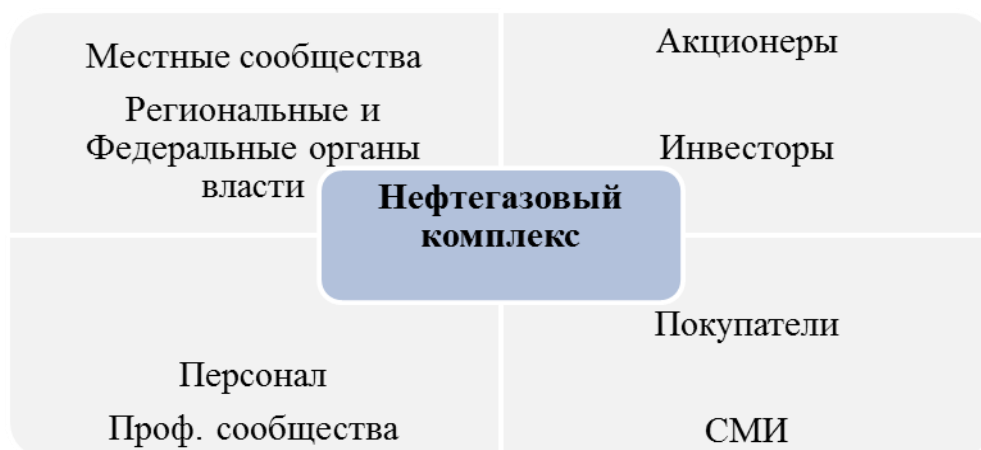 Местные сообщества
Региональные и
Федеральные органы
власти
Акционеры
Инвесторы
Нефтегазовый
комплекс
Персонал
Проф. сообщества
Покупатели
СМИ